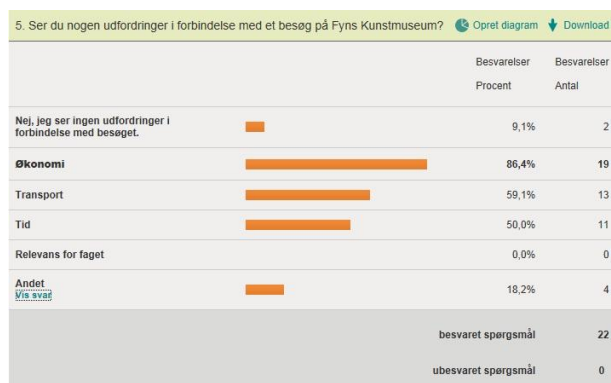 5. Ser du nogen udfordringer i forbindelse med et besøg på Fyns Kunstmuseum? Opret diagram Download
Besvarelser Besvarelser
Procent Antal
Nej, jeg ser ingen udfordringer i
forbindelse med besøget. 9,1% 2
Økonomi 86,4% 19
Transport 59,1% 13
Tid 50,0% 11
Relevans for faget 0,0% 0
Andet
Vis svar 18,2% 4
besvaret spørgsmål 22
ubesvaret spørgsmål 0